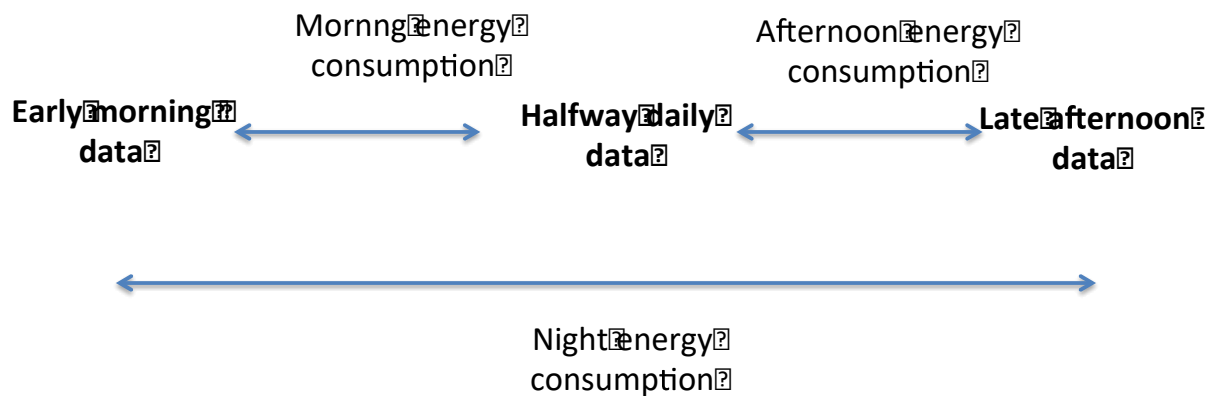 Mornng energy
consumption
Afternoon energy
consumption
Early morning
data
Halfway daily
data
Late afternoon
data
Night energy
consumption